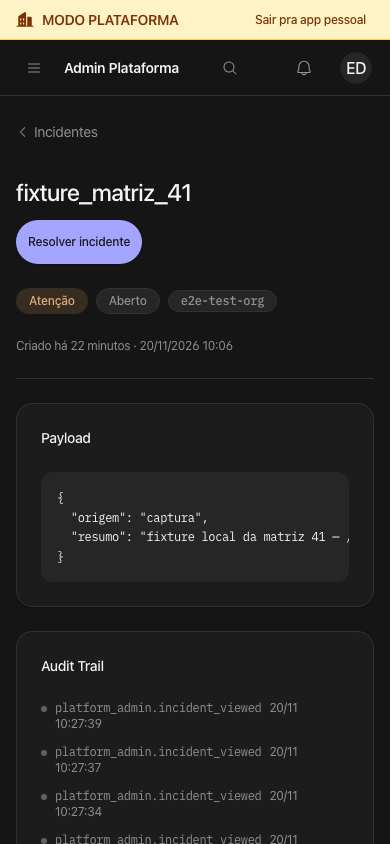 MODO PLATAFORMA
Sair pra app pessoal
Admin Plataforma
ED
Incidentes
fixture_matriz_41
Resolver incidente
Atenção
Aberto
e2e-test-org
Criado há 22 minutos · 20/11/2026 10:06
Payload
{
"origem": "captura",
"resumo": "fixture local da matriz 41 — /
}
Audit Trail
platform_admin.incident_viewed 20/11
10:27:39
platform_admin.incident_viewed 20/11
10:27:37
platform_admin.incident_viewed 20/11
10:27:34
platform_admin.incident_viewed 20/11